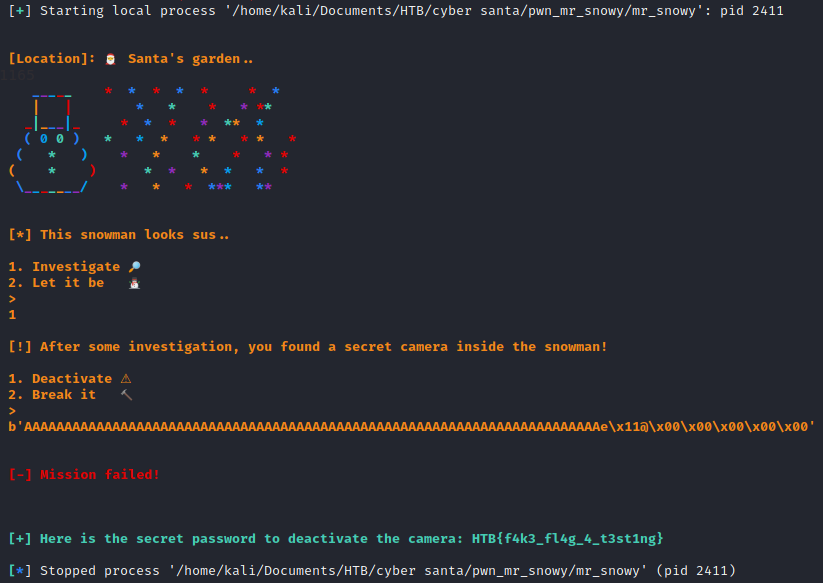 [+] Starting local process '/home/kali/Documents/HTB/cyber santa/pwn_mr_snowy/mr_snowy': pid 2411
[Location]: 🎅 Santa's garden..
[*] This snowman looks sus..
1. Investigate 🔎
2. Let it be ⛄
>
1
[!] After some investigation, you found a secret camera inside the snowman!
1. Deactivate ⚠
2. Break it 🔨
>
b'AAAAAAAAAAAAAAAAAAAAAAAAAAAAAAAAAAAAAAAAAAAAAAAAAAAAAAAAAAAAAAAAAAAAAAAAe\x11@\x00\x00\x00\x00\x00'
[-] Mission failed!
[+] Here is the secret password to deactivate the camera: HTB{f4k3_fl4g_4_t3st1ng}
[*] Stopped process '/home/kali/Documents/HTB/cyber santa/pwn_mr_snowy/mr_snowy' (pid 2411)